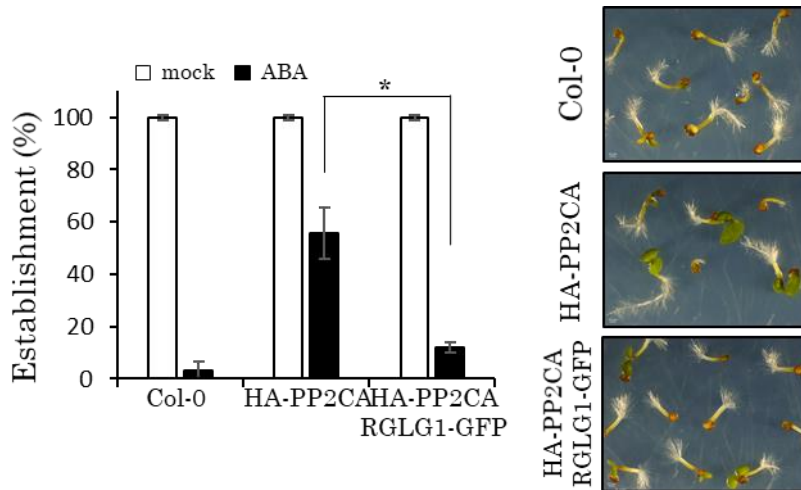 mock ABA
*
Establishment (%)
100
80
60
40
20
0
Col-0
HA-PP2CA
HA-PP2CA
RGLG1-GFP
Col-0
HA-PP2CA
HA-PP2CA
RGLG1-GFP